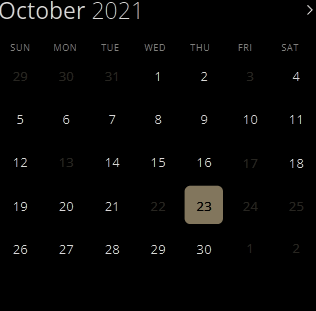 October 2021
SUN MON TUE WED THU FRI SAT
29 30 31 1 2 3 4
5 6 7 8 9 10 11
12 13 14 15 16 17 18
19 20 21 22 23 24 25
26 27 28 29 30 1 2